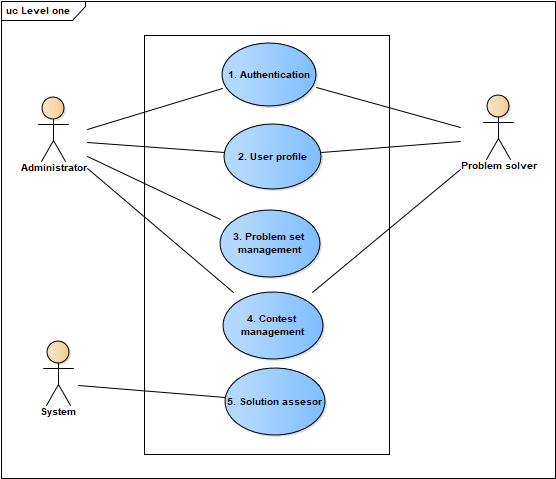 uc Level one
1. Authentication
Administrator
Problem solver
2. User profile
3. Problem set
management
4. Contest
management
System
5. Solution assesor